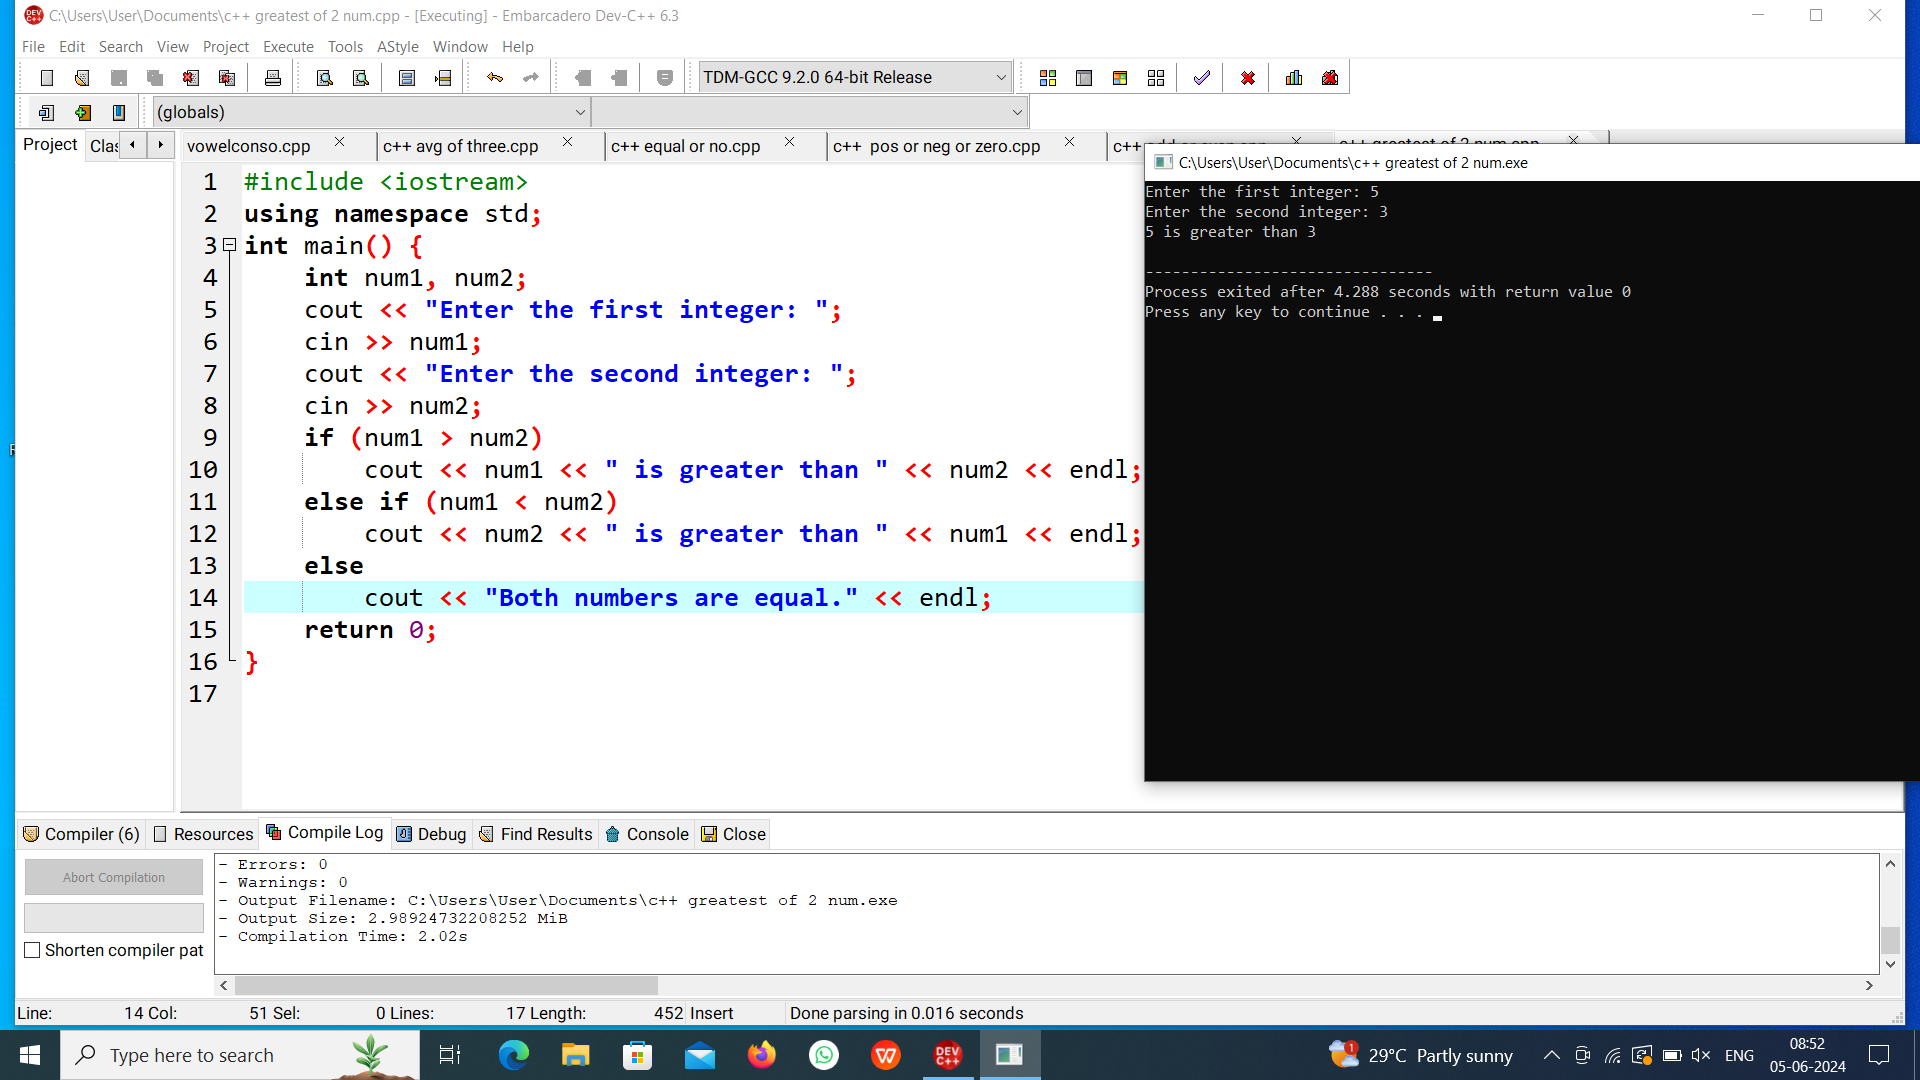 C:\Users\User\Documents\c++ greatest of 2 num.cpp - [Executing] - Embarcadero Dev-C++ 6.3
File Edit Search View Project Execute Tools AStyle Window Help
TDM-GCC 9.2.0 64-bit Release
(globals)
Project Clas vowelconso.cpp c++ avg of three.cpp c++ equal or no.cpp c++ pos or neg or zero.cpp
C:\Users\User\Documents\c++ greatest of 2 num.exe
Enter the first integer: 5
Enter the second integer: 3
5 is greater than 3
--------------------------------
Process exited after 4.288 seconds with return value 0
Press any key to continue . . .
1 #include <iostream>
2 using namespace std;
3 int main() {
4 int num1, num2;
5 cout << "Enter the first integer: ";
6 cin >> num1;
7 cout << "Enter the second integer: ";
8 cin >> num2;
9 if (num1 > num2)
10 cout << num1 << " is greater than " << num2 << endl;
11 else if (num1 < num2)
12 cout << num2 << " is greater than " << num1 << endl;
13 else
14 cout << "Both numbers are equal." << endl;
15 return 0;
16 }
17
Compiler (6) Resources Compile Log Debug Find Results Console Close
Abort Compilation
Shorten compiler pat
- Errors: 0
- Warnings: 0
- Output Filename: C:\Users\User\Documents\c++ greatest of 2 num.exe
- Output Size: 2.98924732208252 MiB
- Compilation Time: 2.02s
Line: 14 Col: 51 Sel: 0 Lines: 17 Length: 452 Insert Done parsing in 0.016 seconds
Type here to search
DEV C++
1
29°C Partly sunny
ENG
08:52
05-06-2024